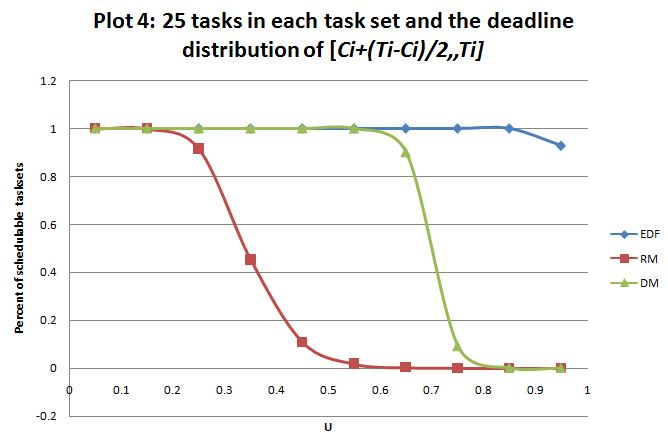 Plot 4: 25 tasks in each task set and the deadline
distribution of [Ci+(Ti-Ci)/2,,Ti]
1.2
1
0.8
0.6
0.4
0.2
0
-0.2
Percent of schedulable tasksets
0 0.1 0.2 0.3 0.4 0.5 0.6 0.7 0.8 0.9 1
U
EDF
RM
DM